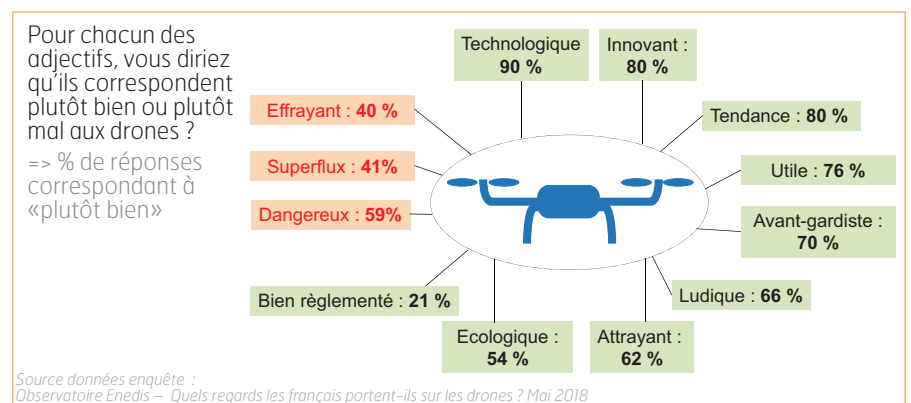 Pour chacun des
adjectifs, vous diriez
qu'ils correspondent
plutôt bien ou plutôt
mal aux drones ?
=> % de réponses
correspondant à
«plutôt bien»
Technologique
90 %
Innovant :
80 %
Effrayant : 40 %
Tendance : 80 %
Superflux : 41%
Utile : 76 %
Dangereux : 59%
Avant-gardiste :
70 %
Bien règlementé : 21 %
Ludique : 66 %
Ecologique :
54 %
Attrayant :
62 %
Source données enquête :
Observatoire Enedis – Quels regards les français portent-ils sur les drones ? Mai 2018